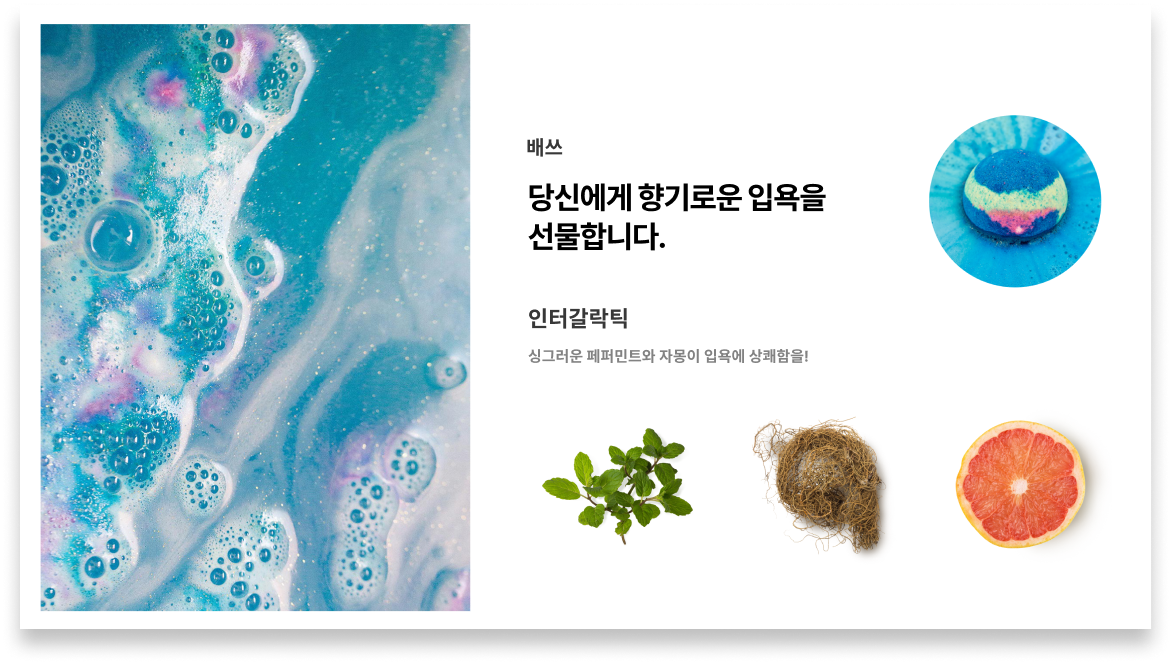 배쓰
당신에게 향기로운 입욕을
선물합니다.
인터갈락틱
싱그러운 페퍼민트와 자몽이 입욕에 상쾌함을!